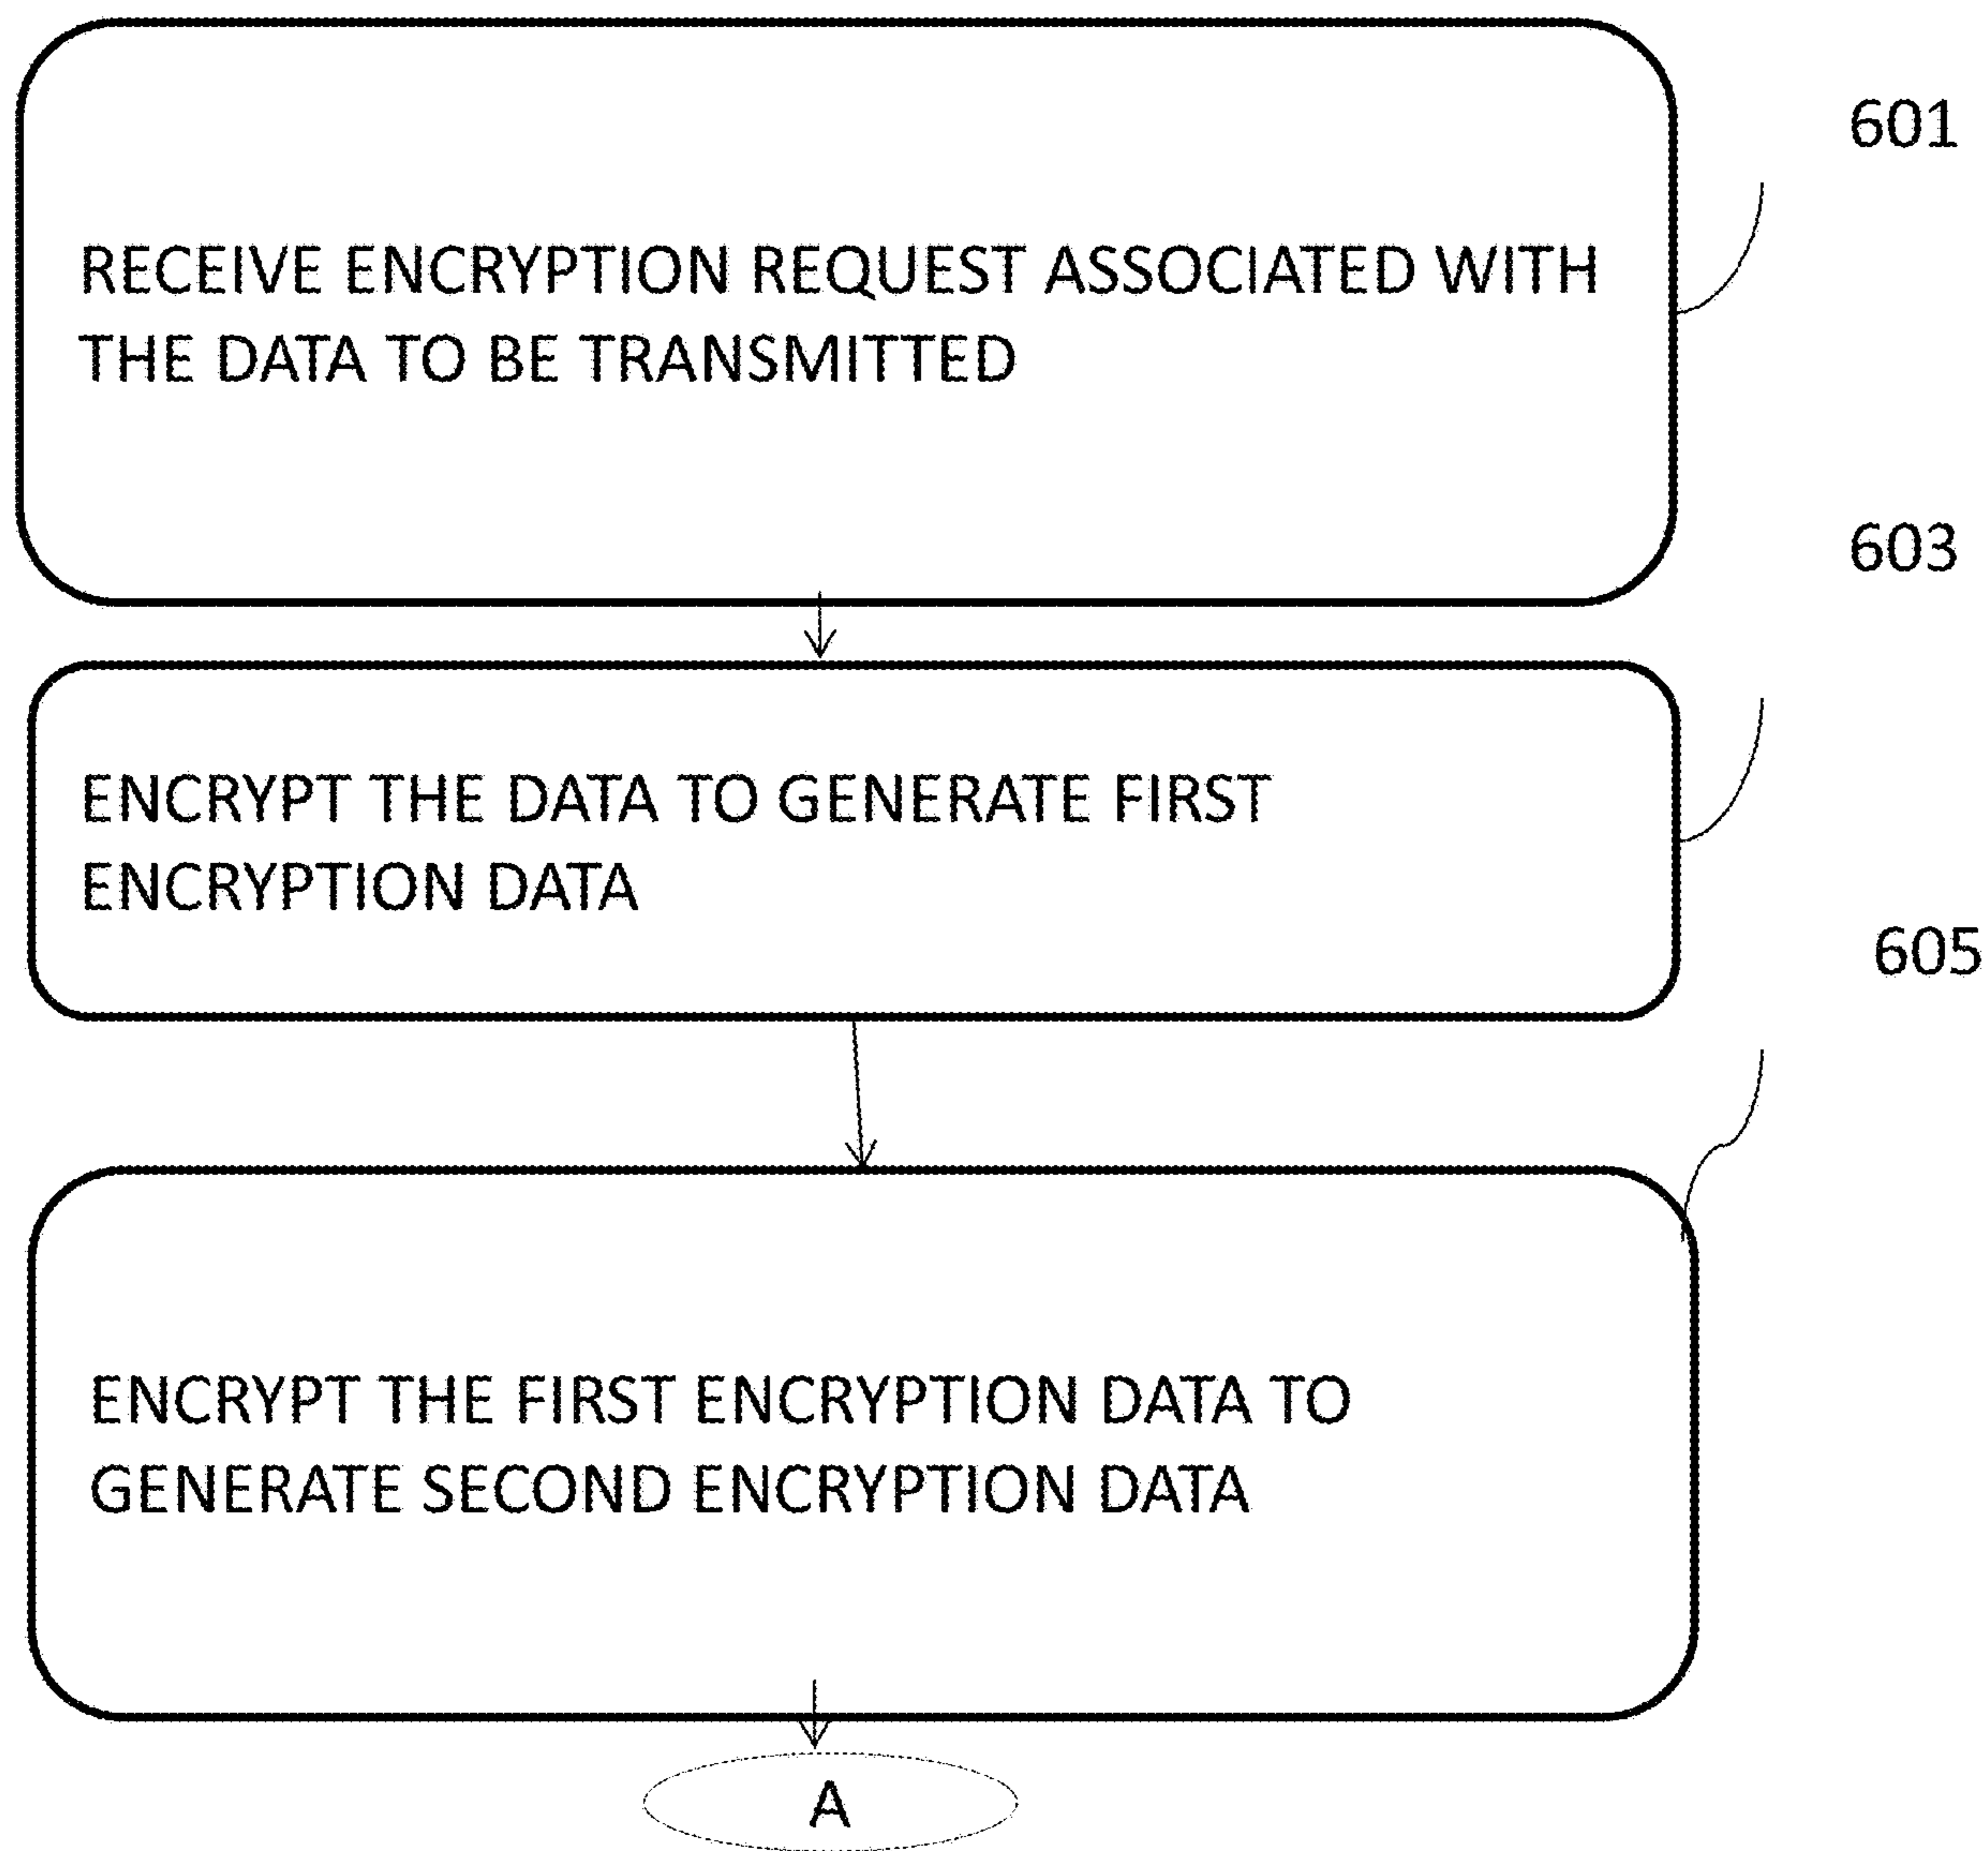 601
RECEIVE ENCRYPTION REQUEST ASSOCIATED WITH
THE DATA TO BE TRANSMITTED
603
ENCRYPT THE DATA TO GENERATE FIRST
ENCRYPTION DATA
605
ENCRYPT THE FIRST ENCRYPTION DATA TO
GENERATE SECOND ENCRYPTION DATA
A